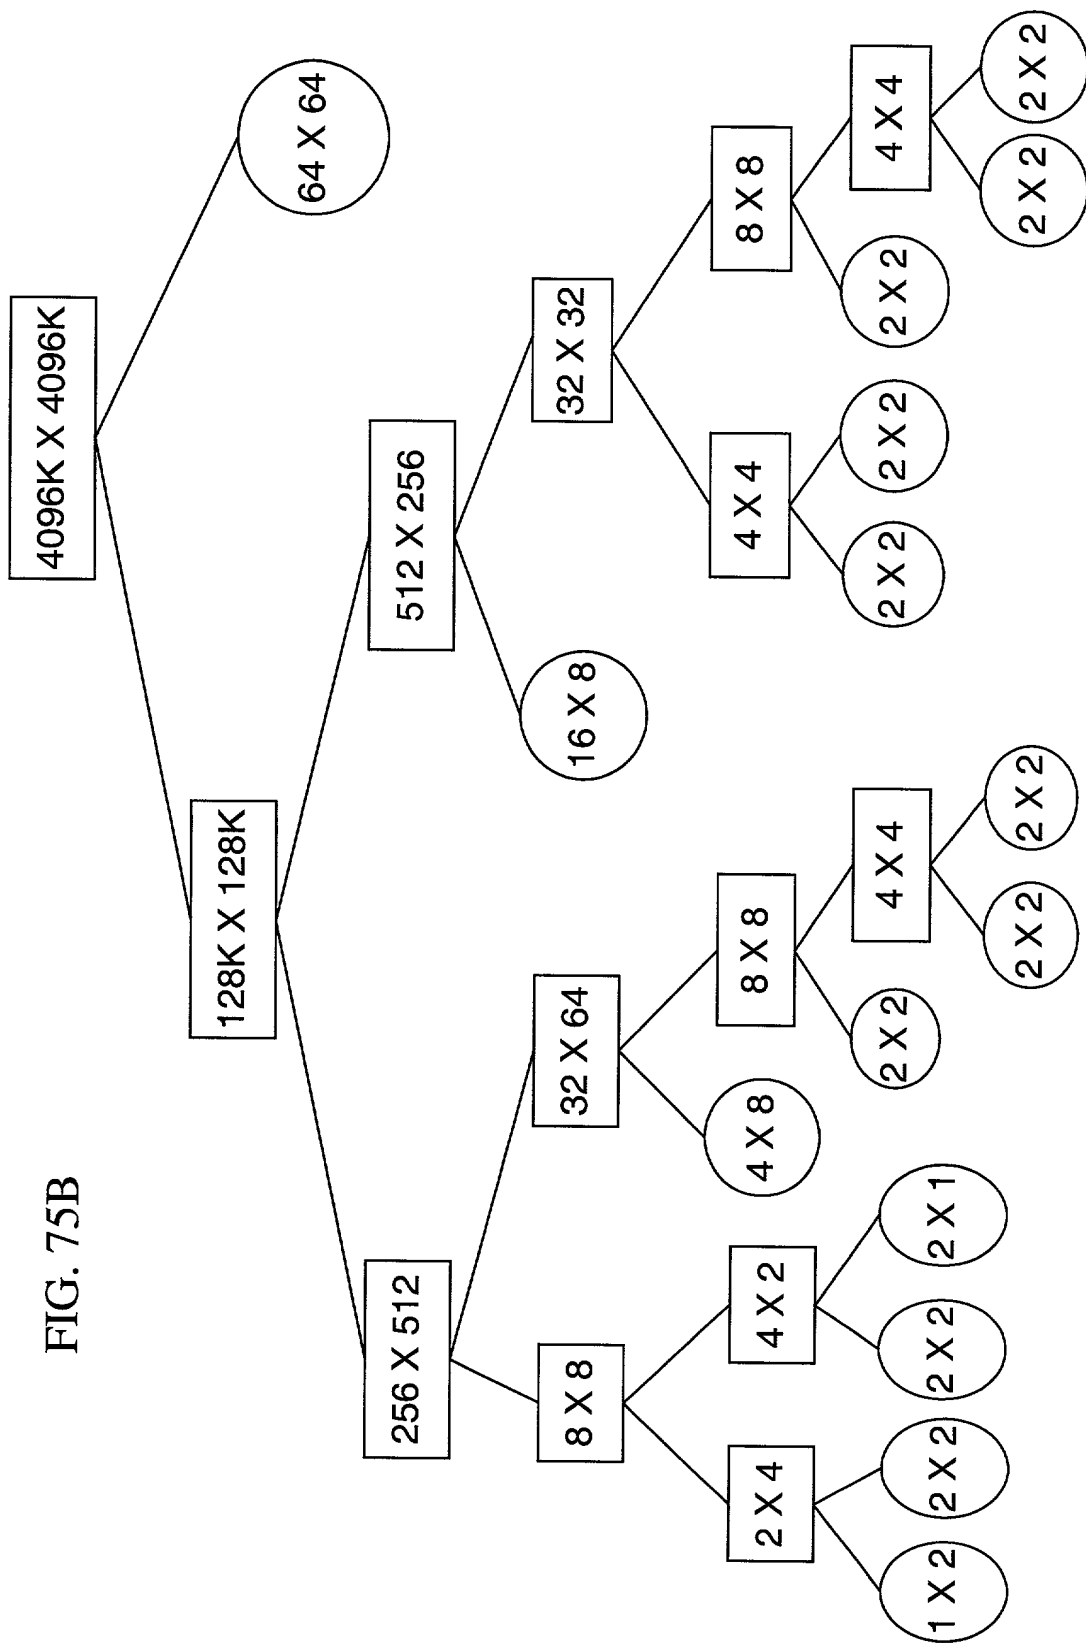 FIG. 75B
4096K X 4096K
128K X 128K
64 X 64
256 X 512
512 X 256
8 X 8
32 X 64
16 X 8
32 X 32
2 X 4
4 X 2
4 X 8
8 X 8
4 X 4
8 X 8
1 X 2
2 X 2
2 X 2
2 X 1
2 X 2
4 X 4
2 X 2
2 X 2
2 X 2
4 X 4
2 X 2
2 X 2
2 X 2
2 X 2